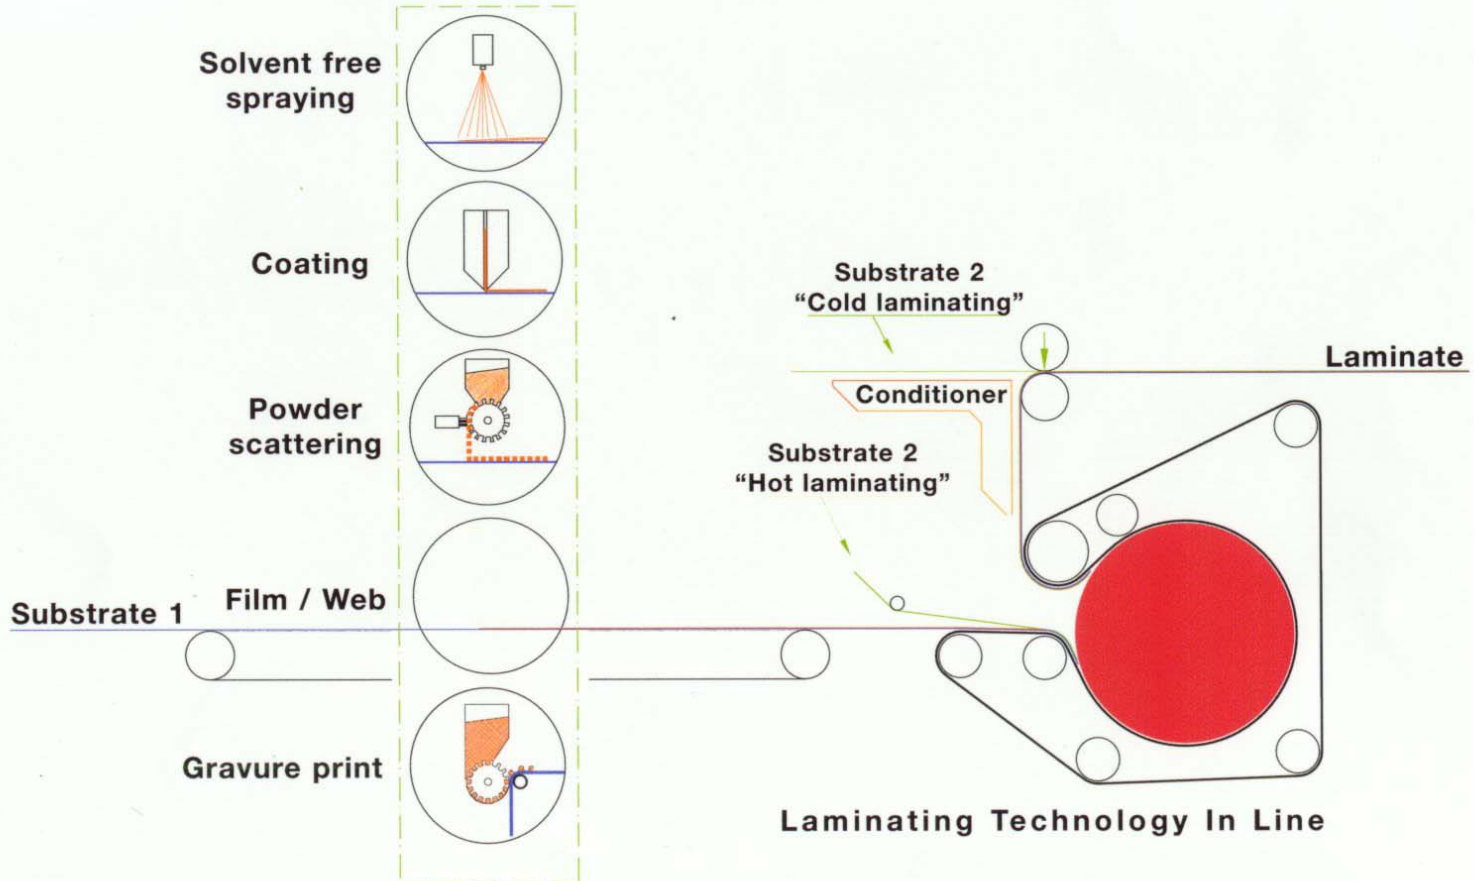 Solvent free
spraying
Coating
Powder
scattering
Film / Web
Substrate 1
Gravure print
Substrate 2
“Cold laminating”
Conditioner
Laminate
Substrate 2
“Hot laminating”
Laminating Technology In Line